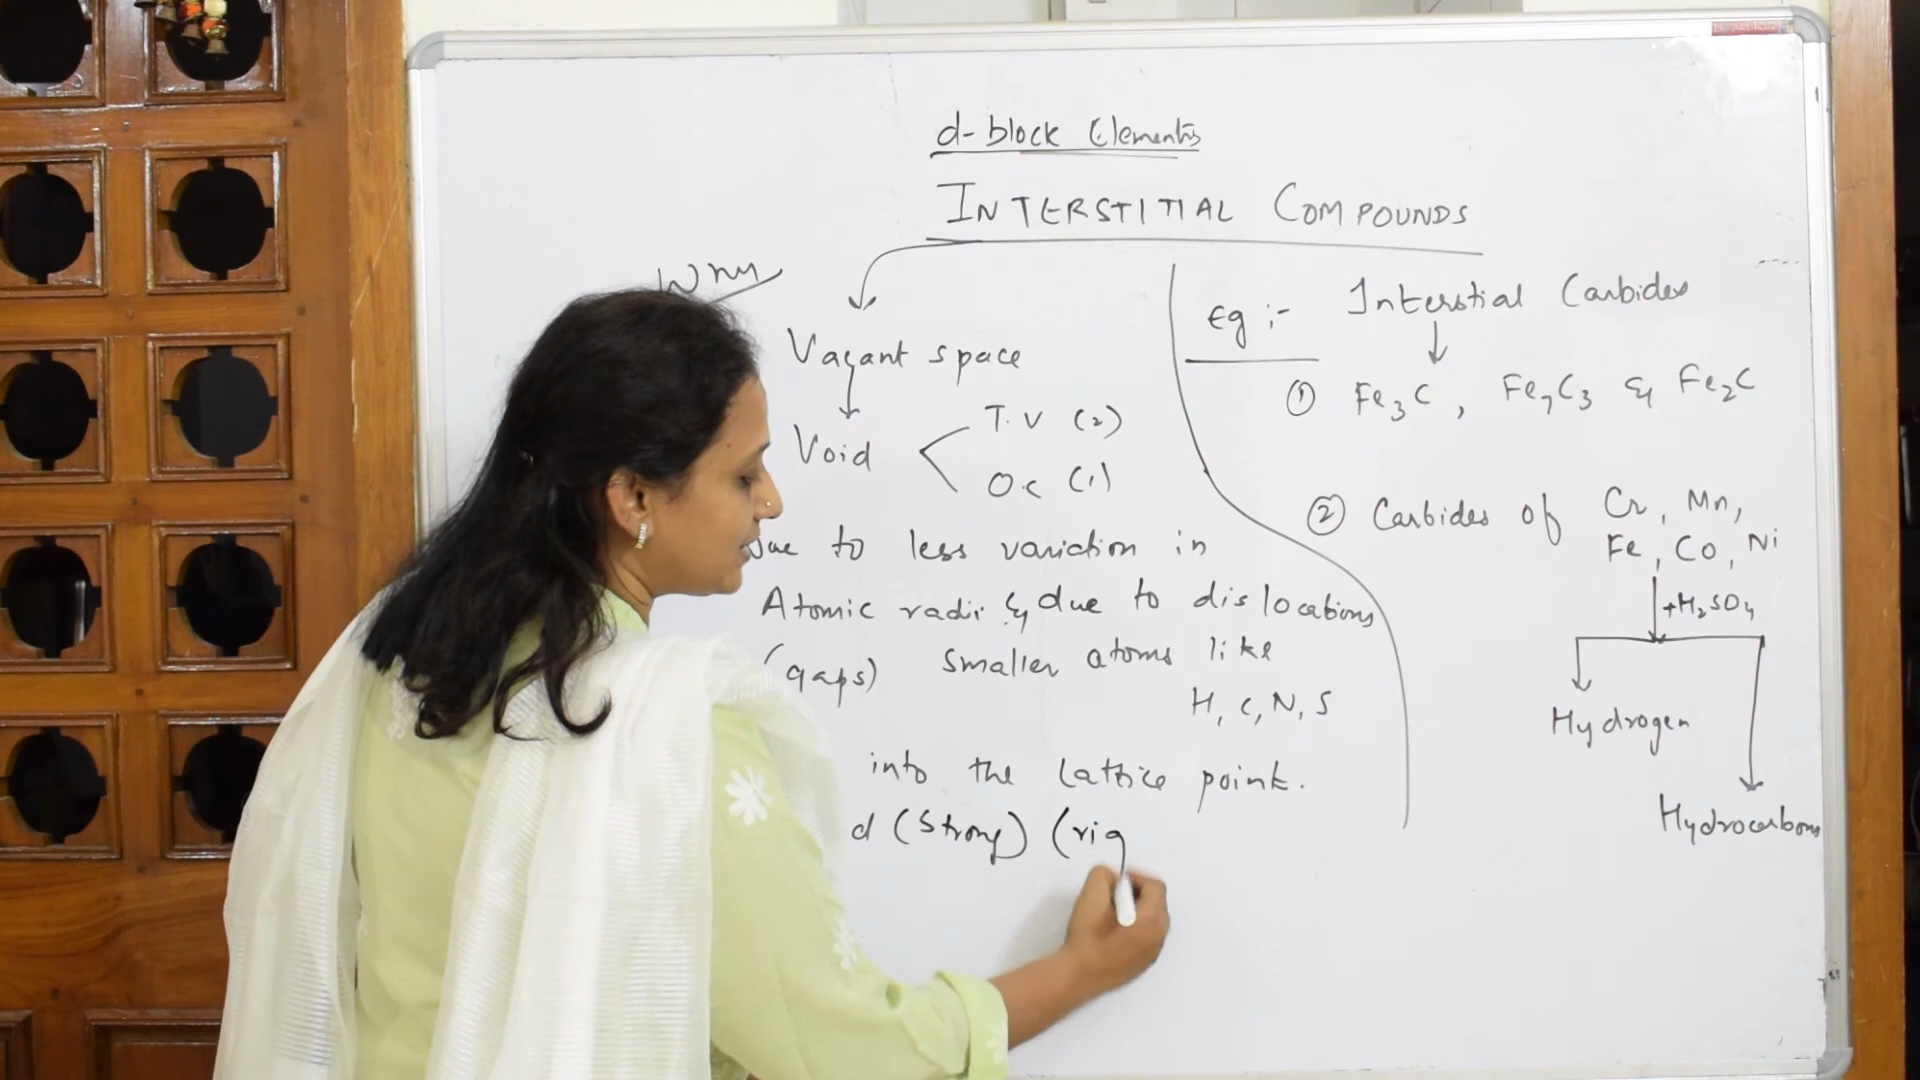 d-block Elements
INTERSTITIAL COMPOUNDS
Why
Vacant space
Void
T.V (2)
O.C (1)
Due to less variation in
Atomic radii & due to dislocations
(gaps) smaller atoms like
H, C, N, S
into the lattice point.
d (Strong) (rig
Eg :- Interstial Carbides
① Fe3C, Fe7C3 & Fe2C
② Carbides of Cr, Mn,
Fe, Co, Ni
+H2SO4
Hydrogen
Hydrocarbons